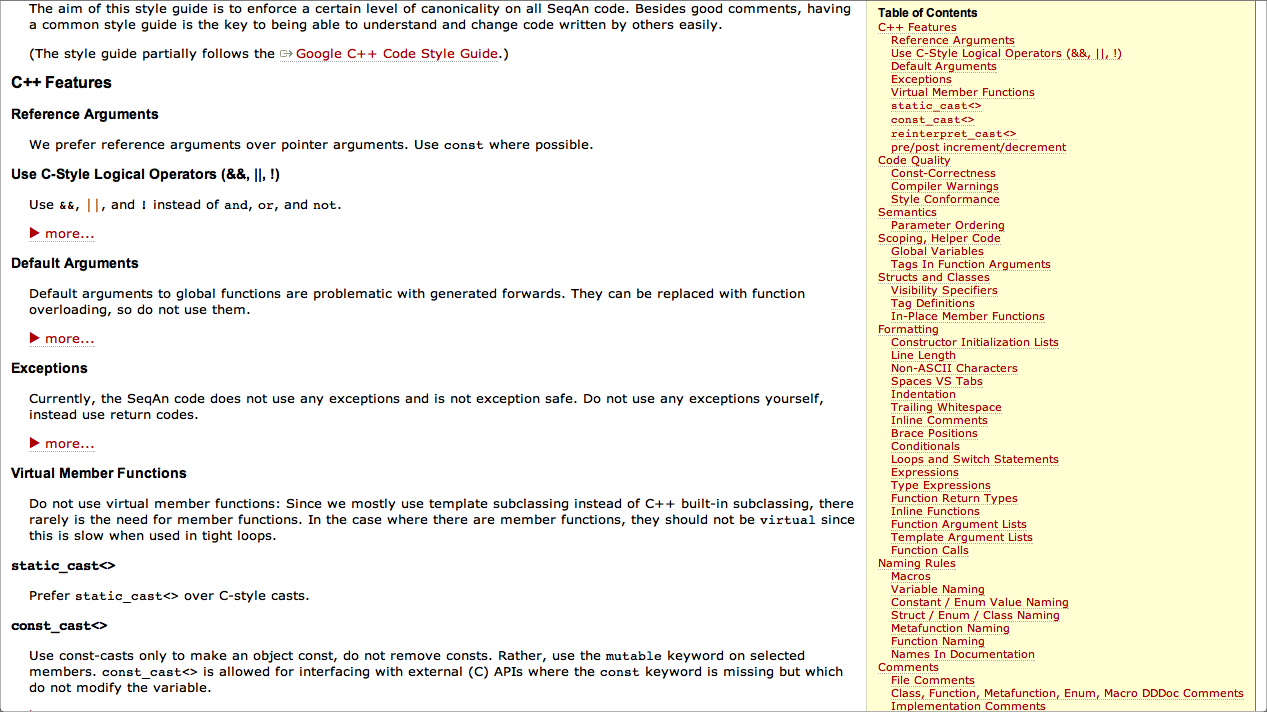 The aim of this style guide is to enforce a certain level of canonicality on all SeqAn code. Besides good comments, having
a common style guide is the key to being able to understand and change code written by others easily.
(The style guide partially follows the Google C++ Code Style Guide.)
C++ Features
Reference Arguments
We prefer reference arguments over pointer arguments. Use const where possible.
Use C-Style Logical Operators (&&, ||, !)
Use &&, ||, and ! instead of and, or, and not.
▶ more...
Default Arguments
Default arguments to global functions are problematic with generated forwards. They can be replaced with function
overloading, so do not use them.
▶ more...
Exceptions
Currently, the SeqAn code does not use any exceptions and is not exception safe. Do not use any exceptions yourself,
instead use return codes.
▶ more...
Virtual Member Functions
Do not use virtual member functions: Since we mostly use template subclassing instead of C++ built-in subclassing, there
rarely is the need for member functions. In the case where there are member functions, they should not be virtual since
this is slow when used in tight loops.
static_cast<>
Prefer static_cast<> over C-style casts.
const_cast<>
Use const-casts only to make an object const, do not remove consts. Rather, use the mutable keyword on selected
members. const_cast<> is allowed for interfacing with external (C) APIs where the const keyword is missing but which
do not modify the variable.
Table of Contents
C++ Features
Reference Arguments
Use C-Style Logical Operators (&&, ||, !)
Default Arguments
Exceptions
Virtual Member Functions
static_cast<>
const_cast<>
reinterpret_cast<>
pre/post increment/decrement
Code Quality
Const-Correctness
Compiler Warnings
Style Conformance
Semantics
Parameter Ordering
Scoping, Helper Code
Global Variables
Tags In Function Arguments
Structs and Classes
Visibility Specifiers
Tag Definitions
In-Place Member Functions
Formatting
Constructor Initialization Lists
Line Length
Non-ASCII Characters
Spaces VS Tabs
Indentation
Trailing Whitespace
Inline Comments
Brace Positions
Conditionals
Loops and Switch Statements
Expressions
Type Expressions
Function Return Types
Inline Functions
Function Argument Lists
Template Argument Lists
Function Calls
Naming Rules
Macros
Variable Naming
Constant / Enum Value Naming
Struct / Enum / Class Naming
Metafunction Naming
Function Naming
Names In Documentation
Comments
File Comments
Class, Function, Metafunction, Enum, Macro DDDoc Comments
Implementation Comments